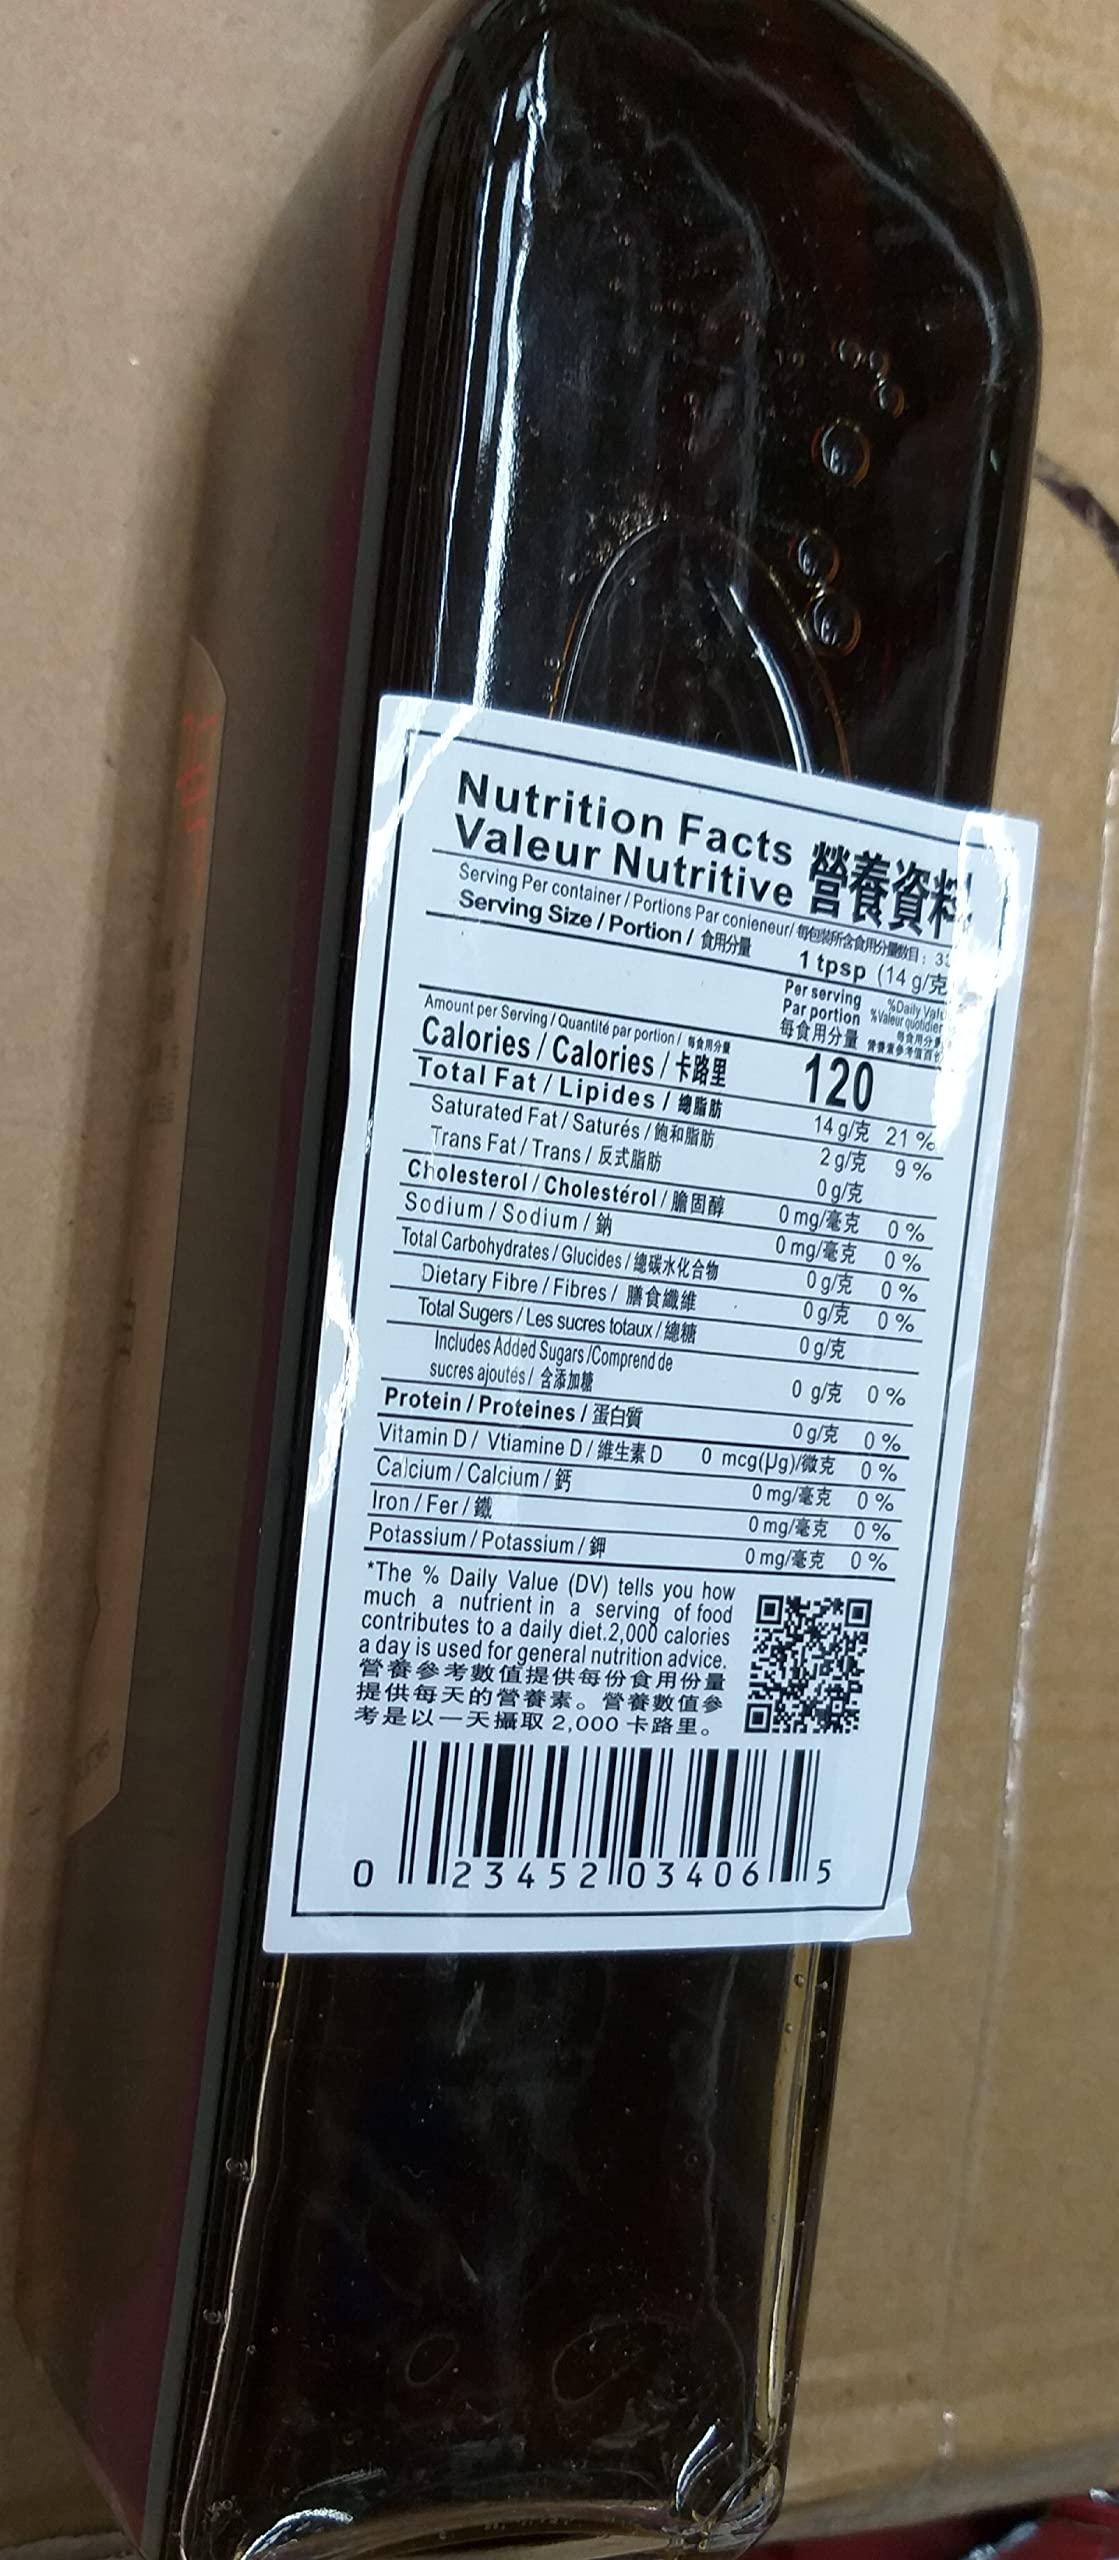 Nutrition Facts
Valeur Nutritive 營養資料
Serving Per container / Portions Par conieneur/ 每包裝所含食用分量數目：
Serving Size / Portion / 食用分量 1 tpsp (14 g/克
Per serving %Daily
Par portion %Valeur quotidien
每食用分量
Amount per Serving / Quantité par portion / 每食用分量
Calories / Calories / 卡路里 120
Total Fat / Lipides / 總脂肪 14 g/克 21 %
Saturated Fat / Saturés / 飽和脂肪 2 g/克 9 %
Trans Fat / Trans / 反式脂肪 0 g/克
Cholesterol / Cholestérol / 膽固醇 0 mg/毫克 0 %
Sodium / Sodium / 鈉 0 mg/毫克 0 %
Total Carbohydrates / Glucides / 總碳水化合物 0 g/克 0 %
Dietary Fibre / Fibres / 膳食纖維 0 g/克 0 %
Total Sugers / Les sucres totaux / 總糖 0 g/克
Includes Added Sugars /Comprend de
sucres ajoutés / 含添加糖 0 g/克 0 %
Protein / Proteines / 蛋白質 0 g/克 0 %
Vitamin D / Vtiamine D / 維生素 D 0 mcg(µg)/微克 0 %
Calcium / Calcium / 鈣 0 mg/毫克 0 %
Iron / Fer / 鐵 0 mg/毫克 0 %
Potassium / Potassium / 鉀 0 mg/毫克 0 %
*The % Daily Value (DV) tells you how
much a nutrient in a serving of food
contributes to a daily diet.2,000 calories
a day is used for general nutrition advice.
營養參考數值提供每份食用份量
提供每天的營養素。營養數值參
考是以一天攝取 2,000 卡路里。
0 23452 03406 5